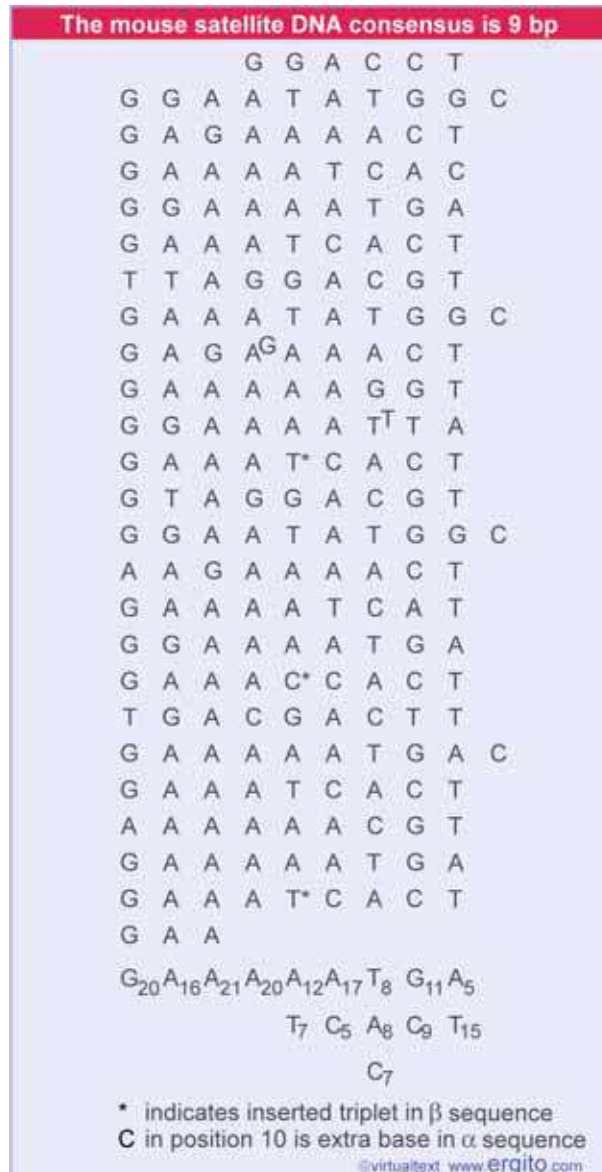 The mouse satellite DNA consensus is 9 bp
G G A C C T
G G A A T A T G G C
G A G A A A A C T
G A A A A T C A C
G G A A A A T G A
G A A A T C A C T
T T A G G A C G T
G A A A T A T G G C
G A G A G A A A C T
G A A A A A G G T
G G A A A A T T T A
G A A A T* C A C T
G T A G G A C G T
G G A A T A T G G C
A A G A A A A C T
G A A A A T C A T
G G A A A A T G A
G A A A C* C A C T
T G A C G A C T T
G A A A A A T G A C
G A A A T C A C T
A A A A A A C G T
G A A A A A T G A
G A A A T* C A C T
G A A
G20 A16 A21 A20 A12 A17 T8 G11 A5
T7 C5 A8 C9 T15
C7
* indicates inserted triplet in β sequence
C in position 10 is extra base in α sequence
©virtualtext www.ergito.com